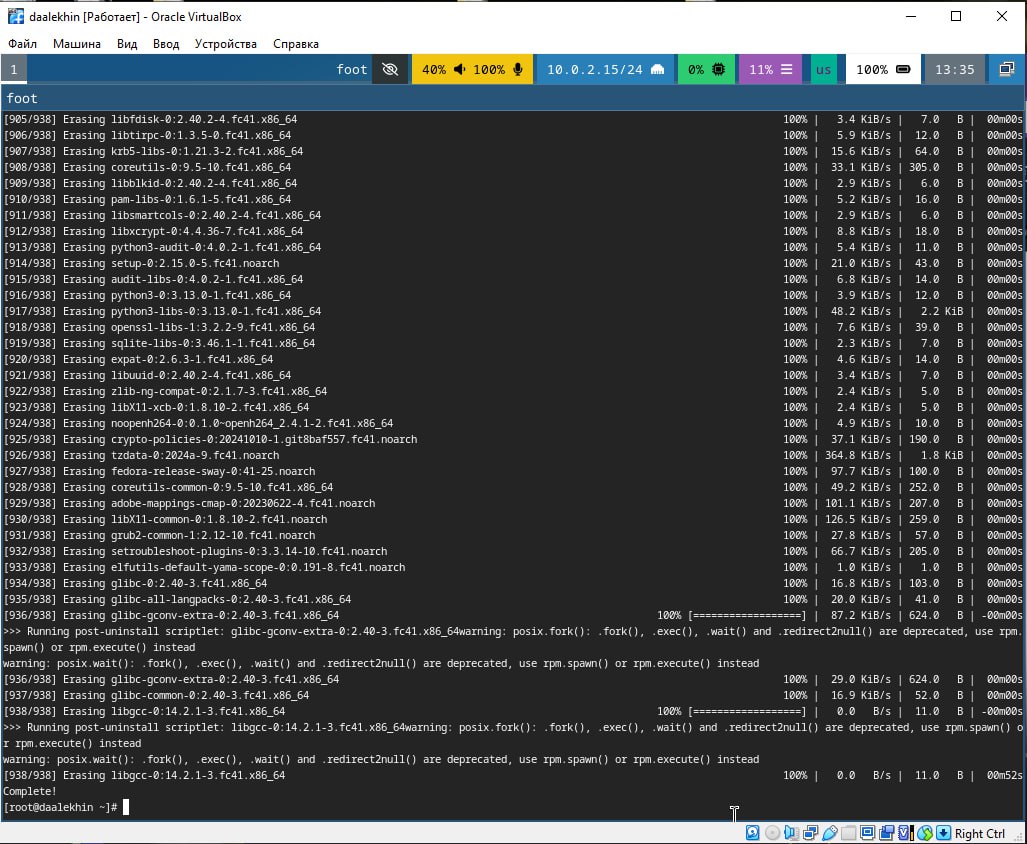 daalekhin [Работает] - Oracle VirtualBox
Файл Машина Вид Ввод Устройства Справка
1 foot 40% 100% 10.0.2.15/24 0% 11% us 100% 13:35
foot
[905/938] Erasing libfdisk-0:2.40.2-4.fc41.x86_64 100% | 3.4 KiB/s | 7.0 B | 00m00s
[906/938] Erasing libtirpc-0:1.3.5-0.fc41.x86_64 100% | 5.9 KiB/s | 12.0 B | 00m00s
[907/938] Erasing krb5-libs-0:1.21.3-2.fc41.x86_64 100% | 15.6 KiB/s | 64.0 B | 00m00s
[908/938] Erasing coreutils-0:9.5-10.fc41.x86_64 100% | 33.1 KiB/s | 305.0 B | 00m00s
[909/938] Erasing libblkid-0:2.40.2-4.fc41.x86_64 100% | 2.9 KiB/s | 6.0 B | 00m00s
[910/938] Erasing pam-libs-0:1.6.1-5.fc41.x86_64 100% | 5.2 KiB/s | 16.0 B | 00m00s
[911/938] Erasing libsmartcols-0:2.40.2-4.fc41.x86_64 100% | 2.9 KiB/s | 6.0 B | 00m00s
[912/938] Erasing libxcrypt-0:4.4.36-7.fc41.x86_64 100% | 8.8 KiB/s | 18.0 B | 00m00s
[913/938] Erasing python3-audit-0:4.0.2-1.fc41.x86_64 100% | 5.4 KiB/s | 11.0 B | 00m00s
[914/938] Erasing setup-0:2.15.0-5.fc41.noarch 100% | 21.0 KiB/s | 43.0 B | 00m00s
[915/938] Erasing audit-libs-0:4.0.2-1.fc41.x86_64 100% | 6.8 KiB/s | 14.0 B | 00m00s
[916/938] Erasing python3-0:3.13.0-1.fc41.x86_64 100% | 3.9 KiB/s | 12.0 B | 00m00s
[917/938] Erasing python3-libs-0:3.13.0-1.fc41.x86_64 100% | 48.2 KiB/s | 2.2 KiB | 00m00s
[918/938] Erasing openssl-libs-1:3.2.2-9.fc41.x86_64 100% | 7.6 KiB/s | 39.0 B | 00m00s
[919/938] Erasing sqlite-libs-0:3.46.1-1.fc41.x86_64 100% | 2.3 KiB/s | 7.0 B | 00m00s
[920/938] Erasing expat-0:2.6.3-1.fc41.x86_64 100% | 4.6 KiB/s | 14.0 B | 00m00s
[921/938] Erasing libuuid-0:2.40.2-4.fc41.x86_64 100% | 3.4 KiB/s | 7.0 B | 00m00s
[922/938] Erasing zlib-ng-compat-0:2.1.7-3.fc41.x86_64 100% | 2.4 KiB/s | 5.0 B | 00m00s
[923/938] Erasing libX11-xcb-0:1.8.10-2.fc41.x86_64 100% | 2.4 KiB/s | 5.0 B | 00m00s
[924/938] Erasing noopenh264-0:0.1.0~openh264_2.4.1-2.fc41.x86_64 100% | 4.9 KiB/s | 10.0 B | 00m00s
[925/938] Erasing crypto-policies-0:20241010-1.git8baf557.fc41.noarch 100% | 37.1 KiB/s | 190.0 B | 00m00s
[926/938] Erasing tzdata-0:2024a-9.fc41.noarch 100% | 364.8 KiB/s | 1.8 KiB | 00m00s
[927/938] Erasing fedora-release-sway-0:41-25.noarch 100% | 97.7 KiB/s | 100.0 B | 00m00s
[928/938] Erasing coreutils-common-0:9.5-10.fc41.x86_64 100% | 49.2 KiB/s | 252.0 B | 00m00s
[929/938] Erasing adobe-mappings-cmap-0:20230622-4.fc41.noarch 100% | 101.1 KiB/s | 207.0 B | 00m00s
[930/938] Erasing libX11-common-0:1.8.10-2.fc41.noarch 100% | 126.5 KiB/s | 259.0 B | 00m00s
[931/938] Erasing grub2-common-1:2.12-10.fc41.noarch 100% | 27.8 KiB/s | 57.0 B | 00m00s
[932/938] Erasing setroubleshoot-plugins-0:3.3.14-10.fc41.noarch 100% | 66.7 KiB/s | 205.0 B | 00m00s
[933/938] Erasing elfutils-default-yama-scope-0:0.191-8.fc41.noarch 100% | 1.0 KiB/s | 1.0 B | 00m00s
[934/938] Erasing glibc-0:2.40-3.fc41.x86_64 100% | 16.8 KiB/s | 103.0 B | 00m00s
[935/938] Erasing glibc-all-langpacks-0:2.40-3.fc41.x86_64 100% | 20.0 KiB/s | 41.0 B | 00m00s
[936/938] Erasing glibc-gconv-extra-0:2.40-3.fc41.x86_64 100% [==================] | 87.2 KiB/s | 624.0 B | -00m00s
>>> Running post-uninstall scriptlet: glibc-gconv-extra-0:2.40-3.fc41.x86_64warning: posix.fork(): .fork(), .exec(), .wait() and .redirect2null() are deprecated, use rpm.
spawn() or rpm.execute() instead
warning: posix.wait(): .fork(), .exec(), .wait() and .redirect2null() are deprecated, use rpm.spawn() or rpm.execute() instead
[936/938] Erasing glibc-gconv-extra-0:2.40-3.fc41.x86_64 100% | 29.0 KiB/s | 624.0 B | 00m00s
[937/938] Erasing glibc-common-0:2.40-3.fc41.x86_64 100% | 16.9 KiB/s | 52.0 B | 00m00s
[938/938] Erasing libgcc-0:14.2.1-3.fc41.x86_64 100% [==================] | 0.0 B/s | 11.0 B | -00m00s
>>> Running post-uninstall scriptlet: libgcc-0:14.2.1-3.fc41.x86_64warning: posix.fork(): .fork(), .exec(), .wait() and .redirect2null() are deprecated, use rpm.spawn() o
r rpm.execute() instead
warning: posix.wait(): .fork(), .exec(), .wait() and .redirect2null() are deprecated, use rpm.spawn() or rpm.execute() instead
[938/938] Erasing libgcc-0:14.2.1-3.fc41.x86_64 100% | 0.0 B/s | 11.0 B | 00m52s
Complete!
[root@daalekhin ~]#
Right Ctrl